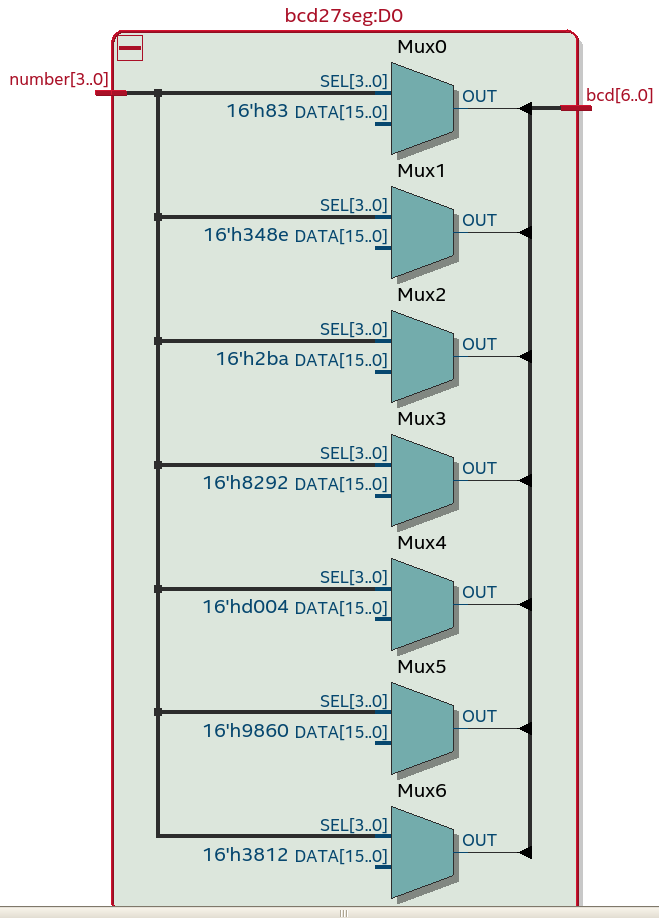 bcd27seg:D0
number[3..0]
bcd[6..0]
Mux0
SEL[3..0]
16'h83 DATA[15..0]
OUT
Mux1
SEL[3..0]
16'h348e DATA[15..0]
OUT
Mux2
SEL[3..0]
16'h2ba DATA[15..0]
OUT
Mux3
SEL[3..0]
16'h8292 DATA[15..0]
OUT
Mux4
SEL[3..0]
16'hd004 DATA[15..0]
OUT
Mux5
SEL[3..0]
16'h9860 DATA[15..0]
OUT
Mux6
SEL[3..0]
16'h3812 DATA[15..0]
OUT